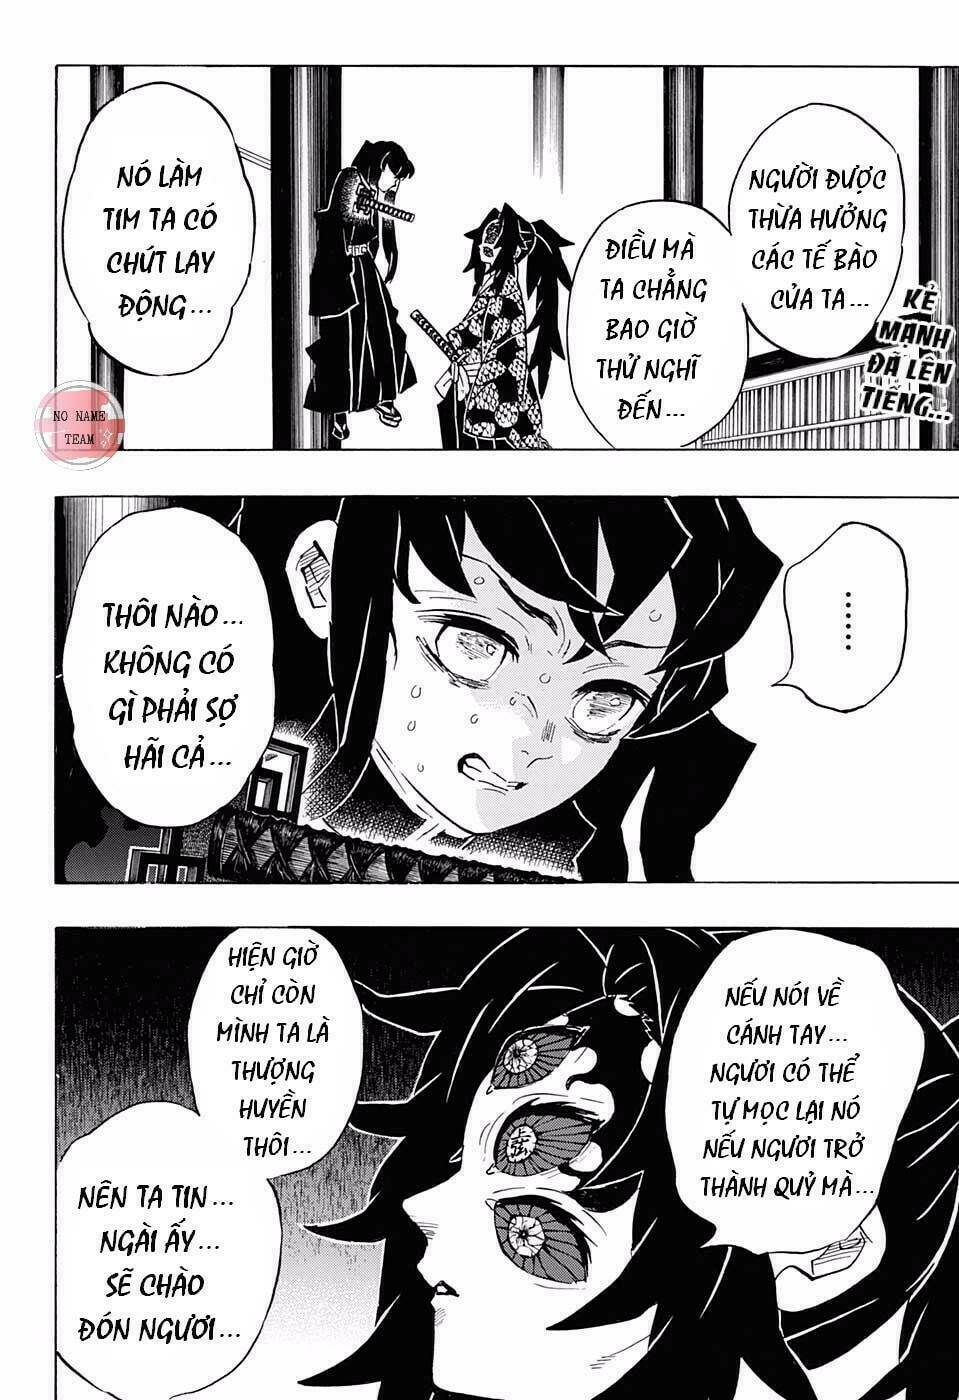 NGƯỜI ĐƯỢC
THỪA HƯỞNG
CÁC TẾ BÀO
CỦA TA...
KẺ
MẠNH
ĐÃ LÊN
TIẾNG...
ĐIỀU MÀ
TA CHẲNG
BAO GIỜ
THỬ NGHĨ
ĐẾN...
NÓ LÀM
TIM TA CÓ
CHÚT LAY
ĐỘNG...
NO NAME
TEAM
......
THÔI NÀO...
KHÔNG CÓ
GÌ PHẢI SỢ
HÃI CẢ...
NẾU NÓI VỀ
CÁNH TAY...
NGƯƠI CÓ THỂ
TỰ MỌC LẠI NÓ
NẾU NGƯƠI TRỞ
THÀNH QUỶ MÀ...
HIỆN GIỜ
CHỈ CÒN
MÌNH TA LÀ
THƯỢNG
HUYỀN
THÔI...
上弦
NÊN TA TIN...
NGÀI ẤY...
SẼ CHÀO
ĐÓN NGƯƠI...